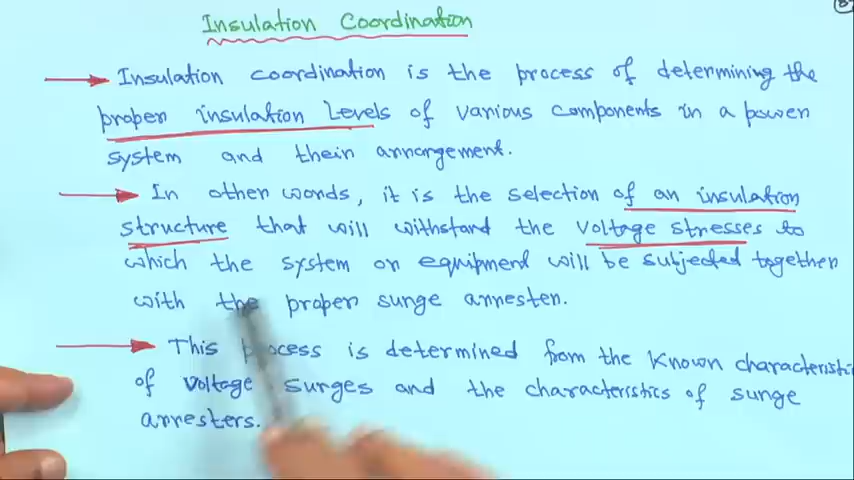 Insulation Coordination
Insulation coordination is the process of determining the
proper insulation levels of various components in a power
system and their arrangement.
In other words, it is the selection of an insulation
structure that will withstand the voltage stresses to
which the system or equipment will be subjected together
with the proper surge arrester.
This process is determined from the known characteristic
of voltage surges and the characteristics of surge
arresters.